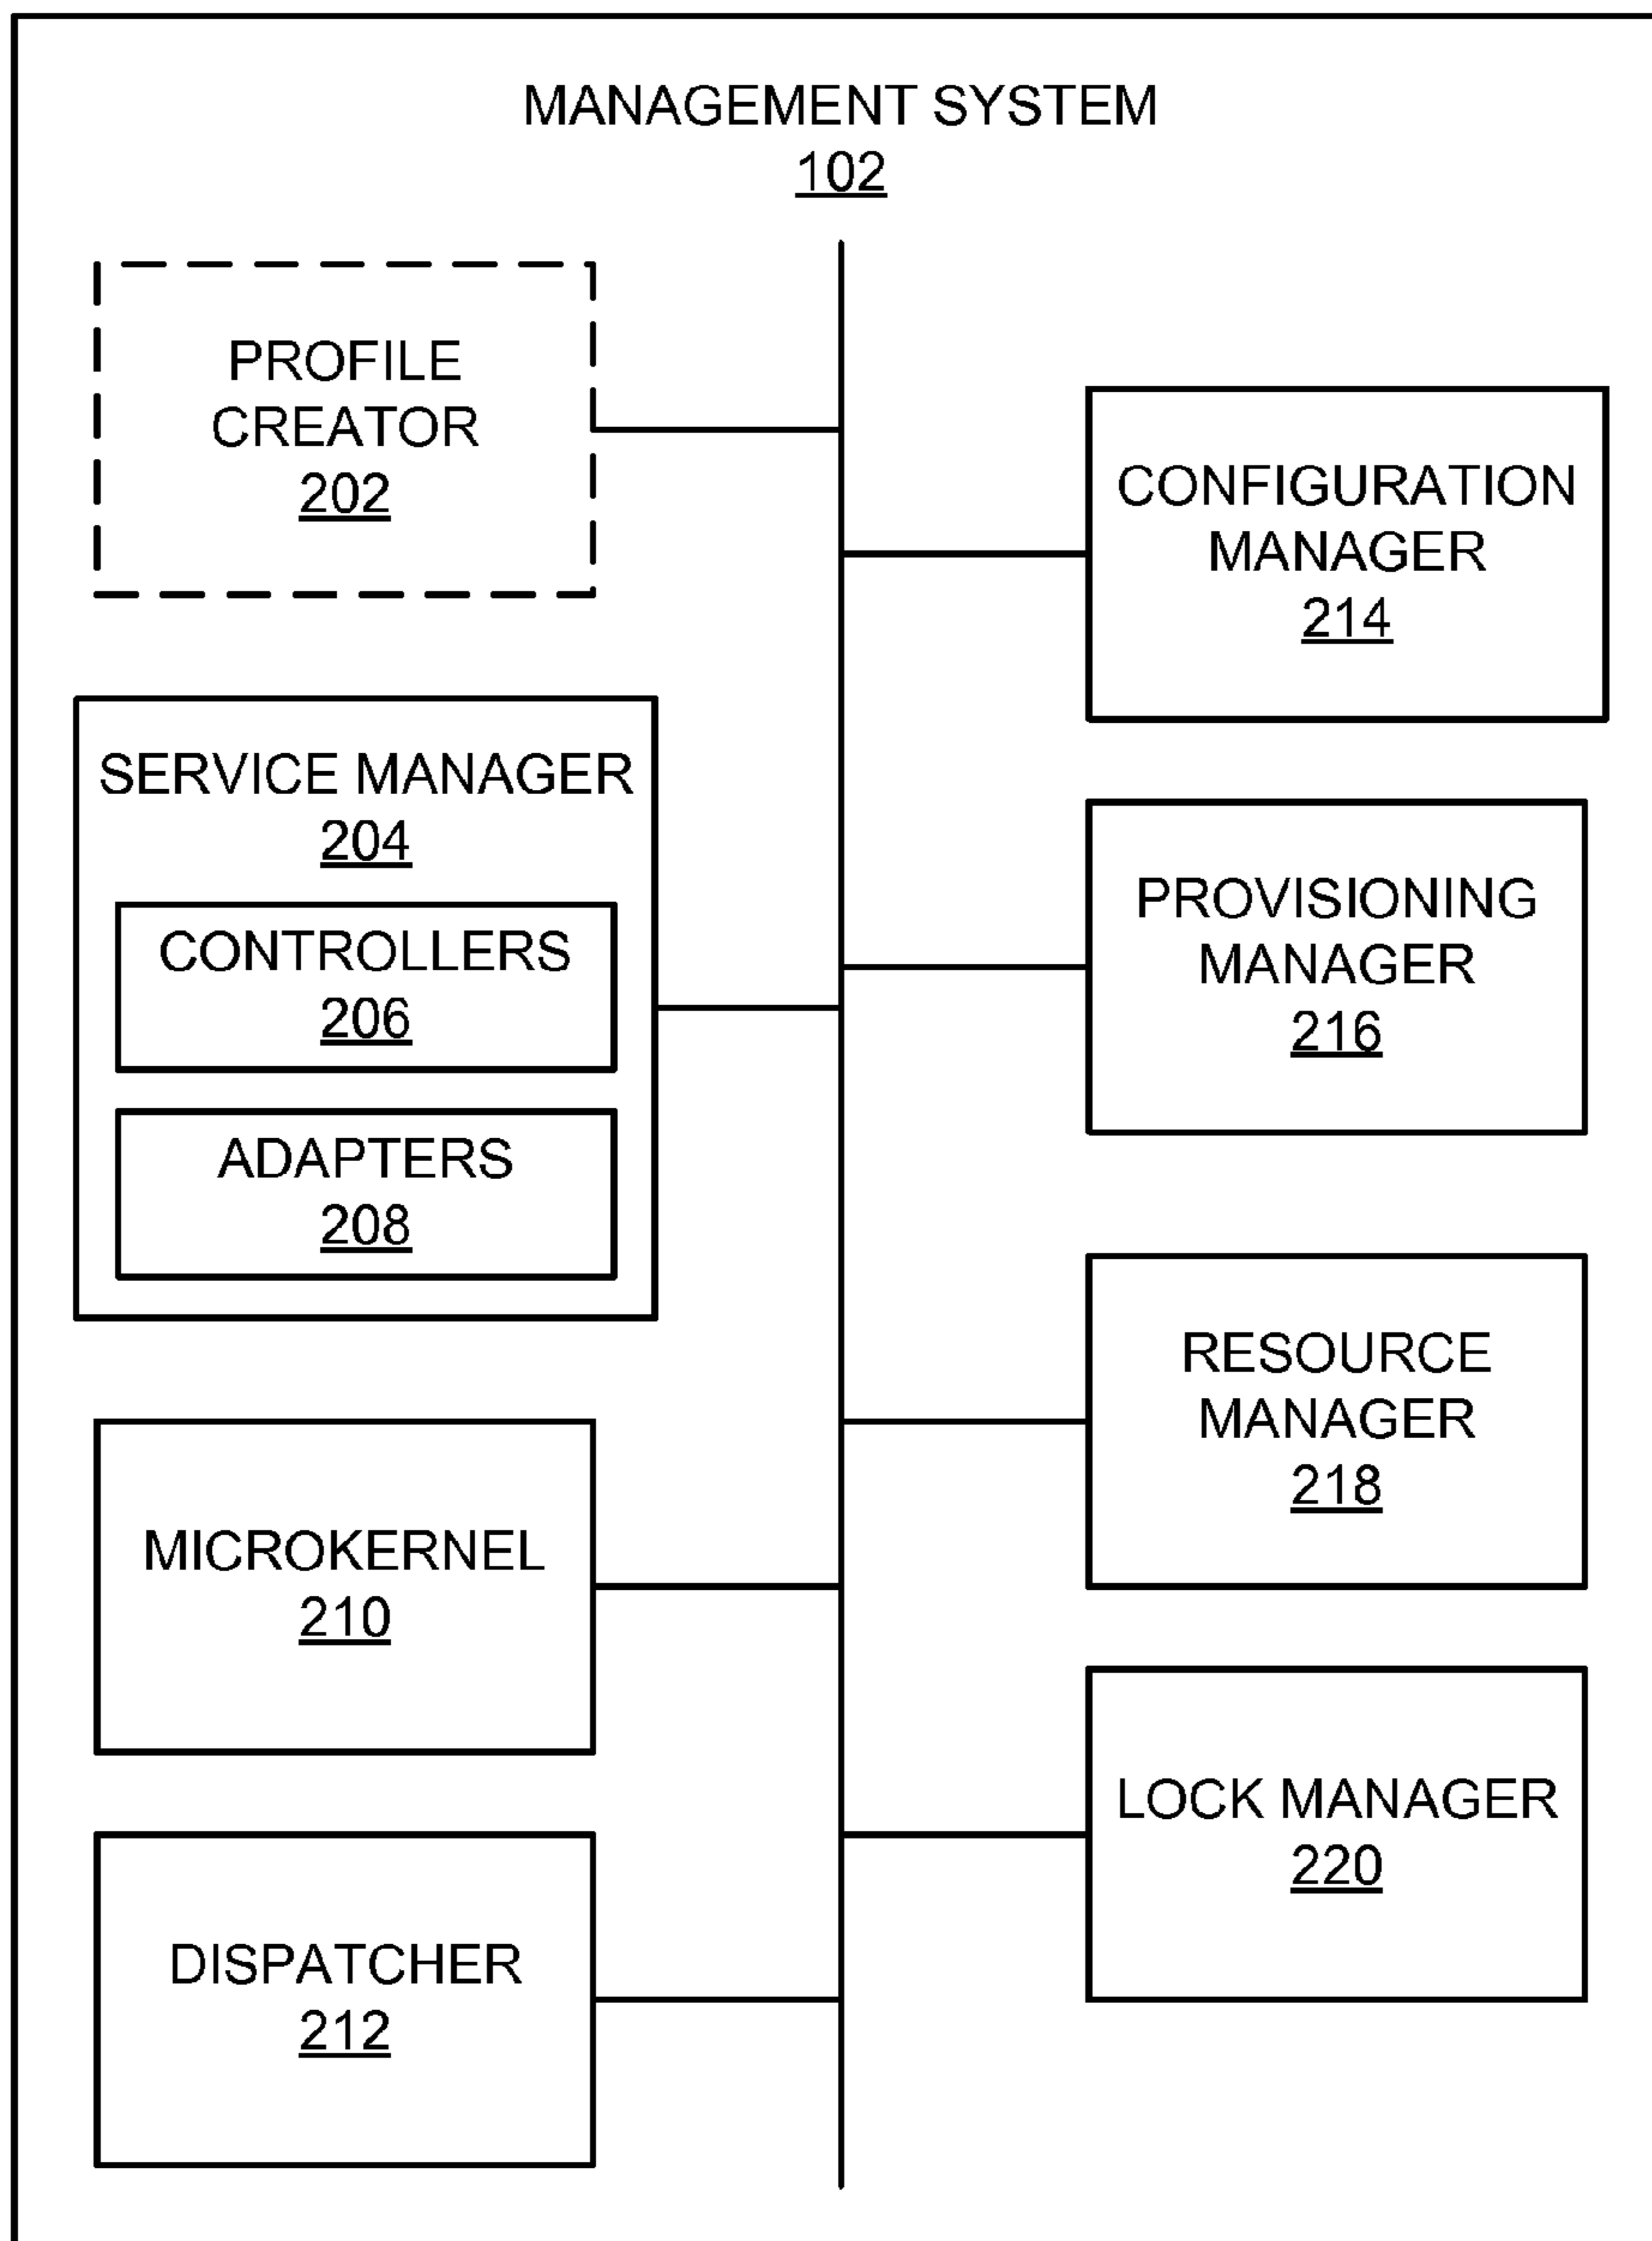 MANAGEMENT SYSTEM
102
PROFILE
CREATOR
202
SERVICE MANAGER
204
CONTROLLERS
206
ADAPTERS
208
MICROKERNEL
210
DISPATCHER
212
CONFIGURATION
MANAGER
214
PROVISIONING
MANAGER
216
RESOURCE
MANAGER
218
LOCK MANAGER
220